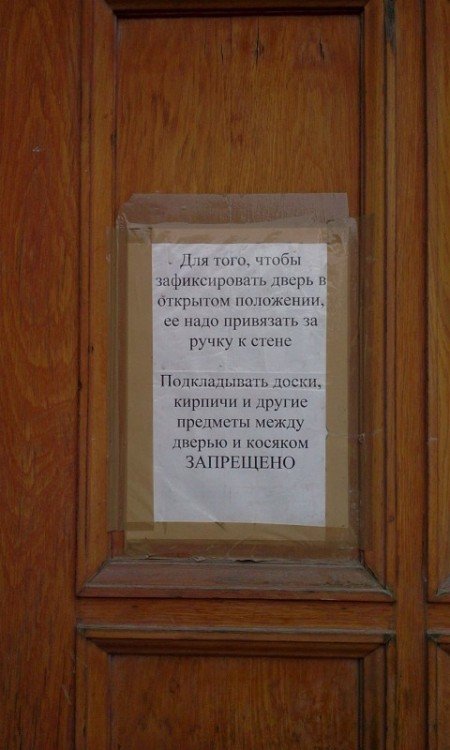 Для того, чтобы
зафиксировать дверь в
открытом положении,
ее надо привязать за
ручку к стене
Подкладывать доски,
кирпичи и другие
предметы между
дверью и косяком
ЗАПРЕЩЕНО